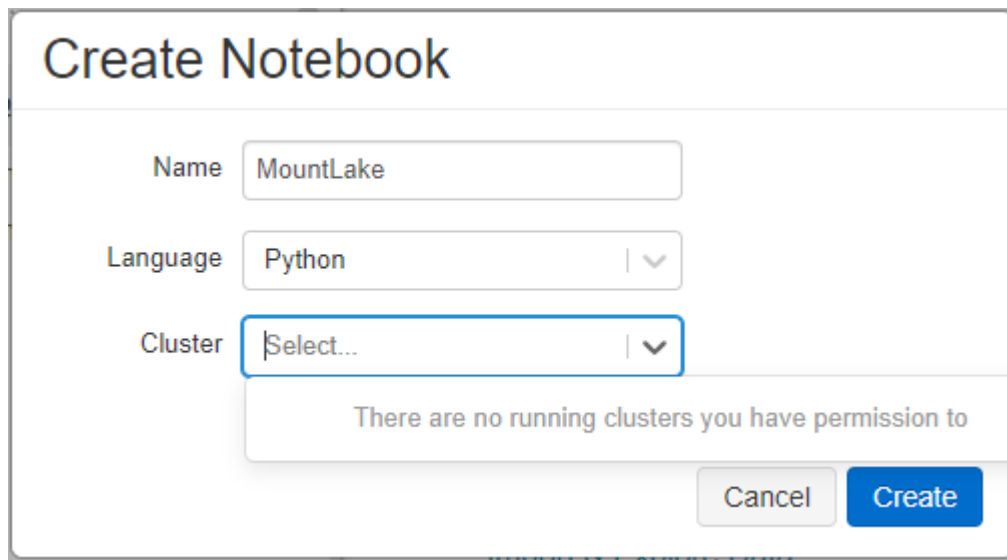 Create Notebook
Name MountLake
Language Python
Cluster Select...
There are no running clusters you have permission to
Cancel Create